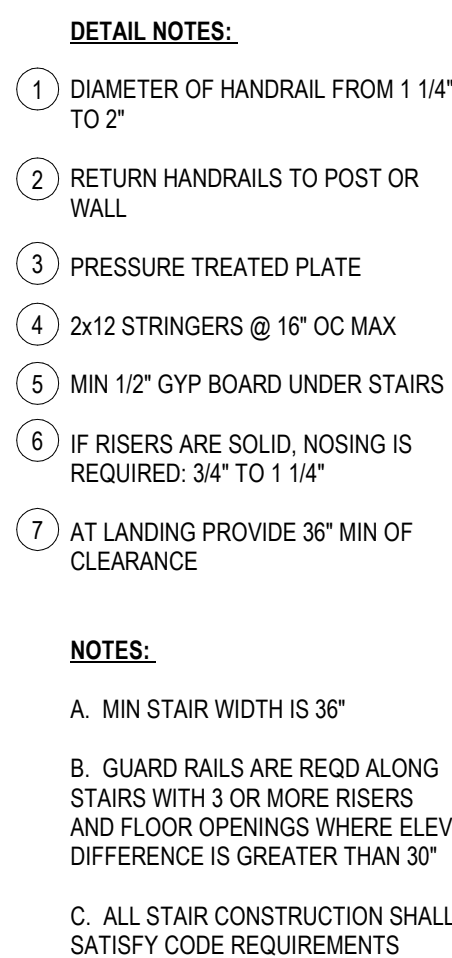 DETAIL NOTES:
1 DIAMETER OF HANDRAIL FROM 1 1/4"
TO 2"
2 RETURN HANDRAILS TO POST OR
WALL
3 PRESSURE TREATED PLATE
4 2x12 STRINGERS @ 16" OC MAX
5 MIN 1/2" GYP BOARD UNDER STAIRS
6 IF RISERS ARE SOLID, NOSING IS
REQUIRED: 3/4" TO 1 1/4"
7 AT LANDING PROVIDE 36" MIN OF
CLEARANCE
NOTES:
A. MIN STAIR WIDTH IS 36"
B. GUARD RAILS ARE REQD ALONG
STAIRS WITH 3 OR MORE RISERS
AND FLOOR OPENINGS WHERE ELEV
DIFFERENCE IS GREATER THAN 30"
C. ALL STAIR CONSTRUCTION SHALL
SATISFY CODE REQUIREMENTS